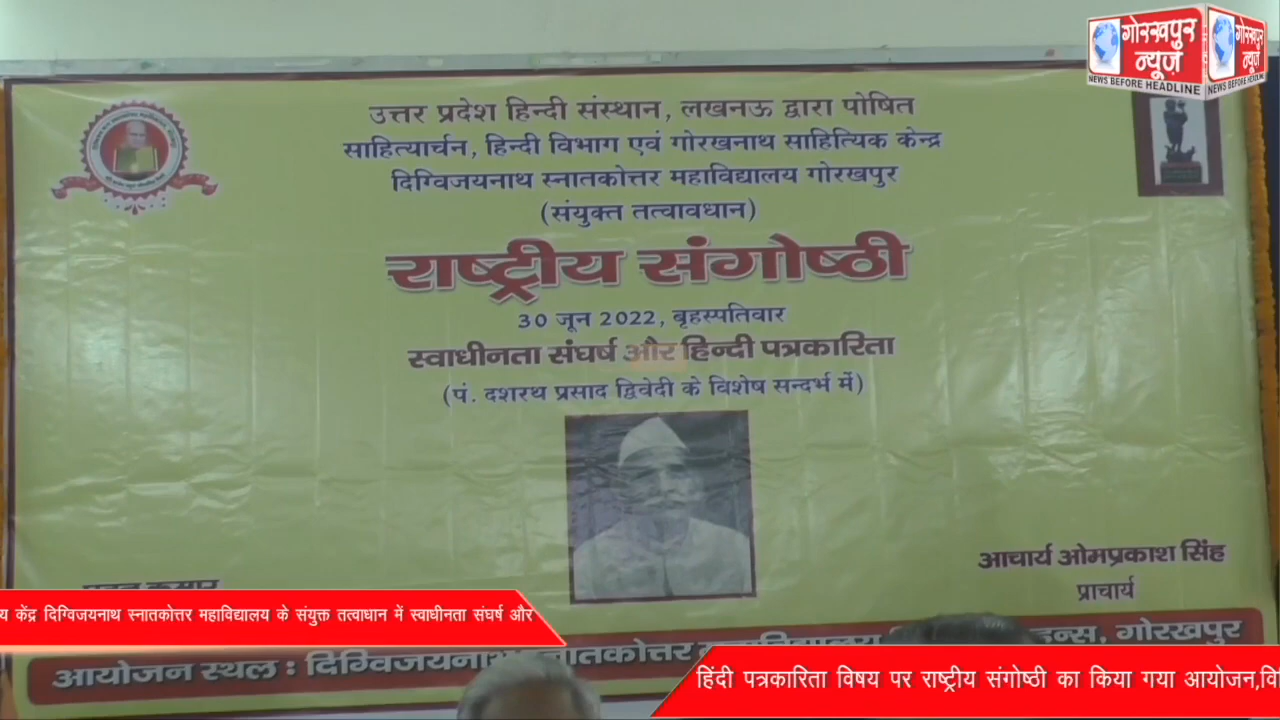 गोरखपुर न्यूज़
NEWS BEFORE HEADLINE
गोरखपुर न्यूज़
NEWS BEFORE HEADLINE
उत्तर प्रदेश हिन्दी संस्थान, लखनऊ द्वारा पोषित
साहित्यार्चन, हिन्दी विभाग एवं गोरखनाथ साहित्यिक केन्द्र
दिग्विजयनाथ स्नातकोत्तर महाविद्यालय गोरखपुर
(संयुक्त तत्वावधान)
राष्ट्रीय संगोष्ठी
30 जून 2022, बृहस्पतिवार
स्वाधीनता संघर्ष और हिन्दी पत्रकारिता
(पं. दशरथ प्रसाद द्विवेदी के विशेष सन्दर्भ में)
आचार्य ओमप्रकाश सिंह
प्राचार्य
य केंद्र दिग्विजयनाथ स्नातकोत्तर महाविद्यालय के संयुक्त तत्वाधान में स्वाधीनता संघर्ष और
आयोजन स्थल : दिग्विजयनाथ स्नातकोत्तर गोरखपुर
हिंदी पत्रकारिता विषय पर राष्ट्रीय संगोष्ठी का किया गया आयोजन,वि